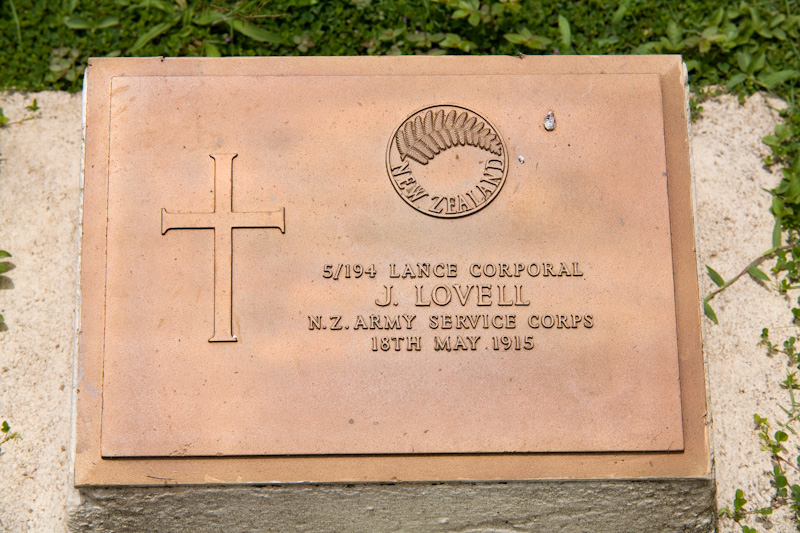 NEW ZEALAND
5/194 LANCE CORPORAL
J. LOVELL
N.Z. ARMY SERVICE CORPS
18TH MAY 1915